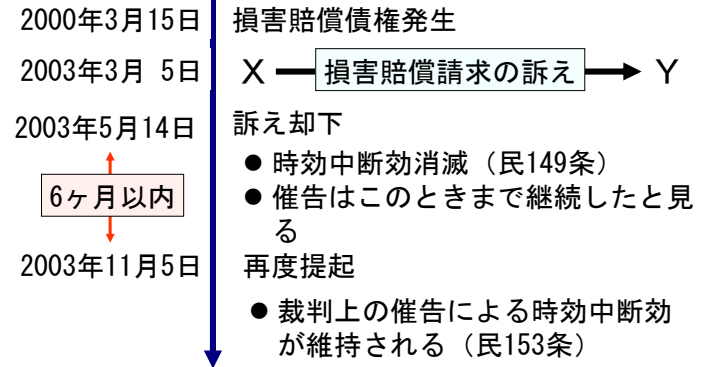 2000年3月15日 損害賠償債権発生
2003年3月 5日 X 損害賠償請求の訴え Y
2003年5月14日 訴え却下
● 時効中断効消滅（民149条）
6ヶ月以内 ● 催告はこのときまで継続したと見
る
2003年11月5日 再度提起
● 裁判上の催告による時効中断効
が維持される（民153条）